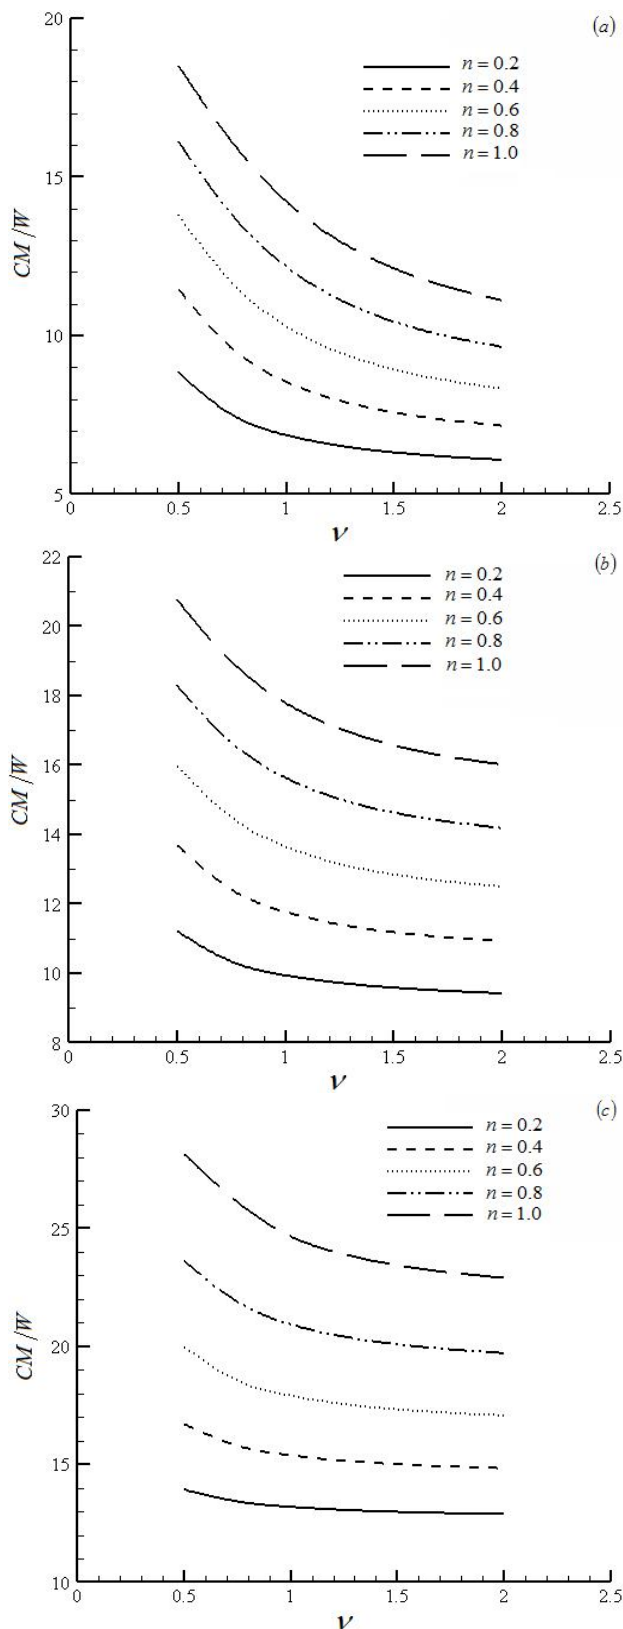 (a)
20
15
10
5
CM/W
n = 0.2
n = 0.4
n = 0.6
n = 0.8
n = 1.0
0 0.5 1 1.5 2 2.5
ν
(b)
22
20
18
16
14
12
10
8
CM/W
n = 0.2
n = 0.4
n = 0.6
n = 0.8
n = 1.0
0 0.5 1 1.5 2 2.5
ν
(c)
30
25
20
15
10
CM/W
n = 0.2
n = 0.4
n = 0.6
n = 0.8
n = 1.0
0 0.5 1 1.5 2 2.5
ν